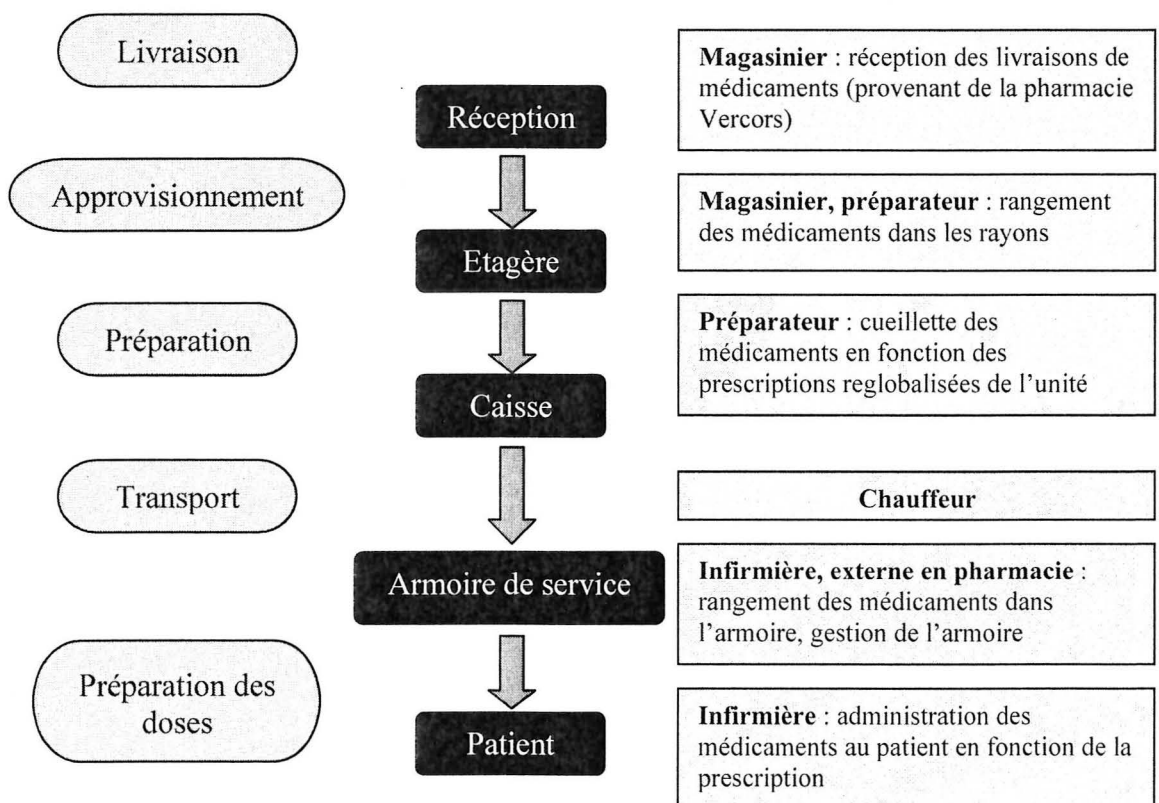 Livraison
Réception
Magasinier : réception des livraisons de
médicaments (provenant de la pharmacie
Vercors)
Approvisionnement
Magasinier, préparateur : rangement
des médicaments dans les rayons
Etagère
Préparation
Préparateur : cueillette des
médicaments en fonction des
prescriptions reglobalisées de l'unité
Caisse
Transport
Chauffeur
Armoire de service
Infirmière, externe en pharmacie :
rangement des médicaments dans
l'armoire, gestion de l'armoire
Préparation des
doses
Patient
Infirmière : administration des
médicaments au patient en fonction de la
prescription